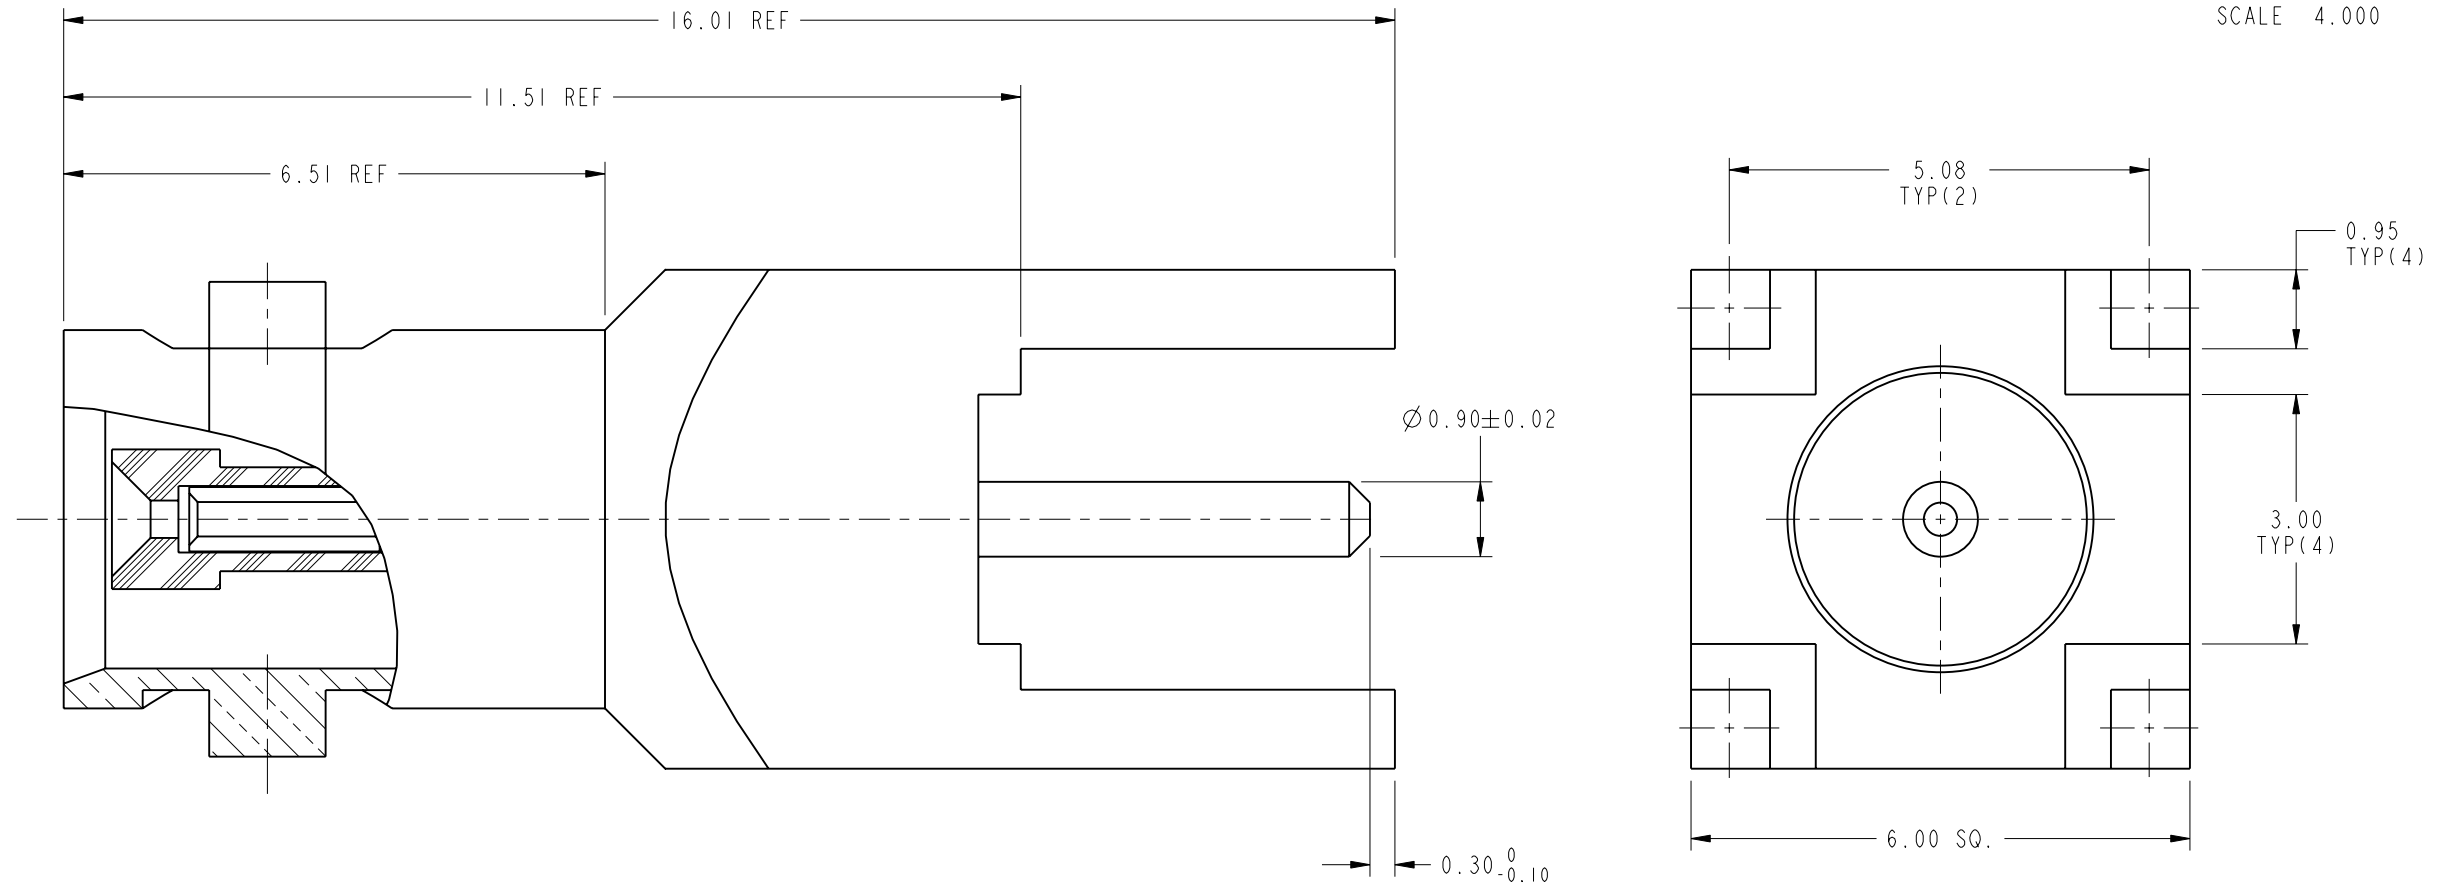 16.01 REF
SCALE 4.000
11.51 REF
6.51 REF
5.08
TYP(2)
0.95
TYP(4)
Ø0.90±0.02
3.00
TYP(4)
6.00 SQ.
0.30 0
-0.10